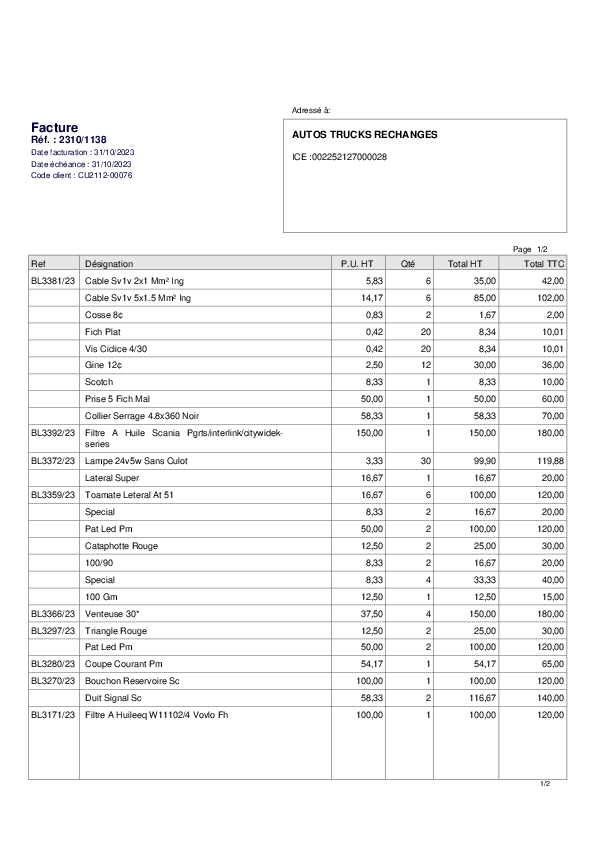 Adressé à:
Facture
Réf. : 2310/1138
Date facturation : 31/10/2023
Date échéance : 31/10/2023
Code client : CU2112-00076
AUTOS TRUCKS RECHANGES
ICE :002252127000028
Page 1/2
Ref Désignation P.U. HT Qté Total HT Total TTC
BL3381/23 Cable Sv1v 2x1 Mm² Ing 5,83 6 35,00 42,00
Cable Sv1v 5x1.5 Mm² Ing 14,17 6 85,00 102,00
Cosse 8¢ 0,83 2 1,67 2,00
Fich Plat 0,42 20 8,34 10,01
Vis Cidice 4/30 0,42 20 8,34 10,01
Gine 12¢ 2,50 12 30,00 36,00
Scotch 8,33 1 8,33 10,00
Prise 5 Fich Mal 50,00 1 50,00 60,00
Collier Serrage 4.8x360 Noir 58,33 1 58,33 70,00
BL3392/23 Filtre A Huile Scania Pgrts/interlink/citywidek- 150,00 1 150,00 180,00
series
BL3372/23 Lampe 24v5w Sans Culot 3,33 30 99,90 119,88
Lateral Super 16,67 1 16,67 20,00
BL3359/23 Toamate Leteral At 51 16,67 6 100,00 120,00
Special 8,33 2 16,67 20,00
Pat Led Pm 50,00 2 100,00 120,00
Cataphotte Rouge 12,50 2 25,00 30,00
100/90 8,33 2 16,67 20,00
Special 8,33 4 33,33 40,00
100 Gm 12,50 1 12,50 15,00
BL3366/23 Venteuse 30* 37,50 4 150,00 180,00
BL3297/23 Triangle Rouge 12,50 2 25,00 30,00
Pat Led Pm 50,00 2 100,00 120,00
BL3280/23 Coupe Courant Pm 54,17 1 54,17 65,00
BL3270/23 Bouchon Reservoire Sc 100,00 1 100,00 120,00
Duit Signal Sc 58,33 2 116,67 140,00
BL3171/23 Filtre A Huileeq W11102/4 Vovlo Fh 100,00 1 100,00 120,00
1/2